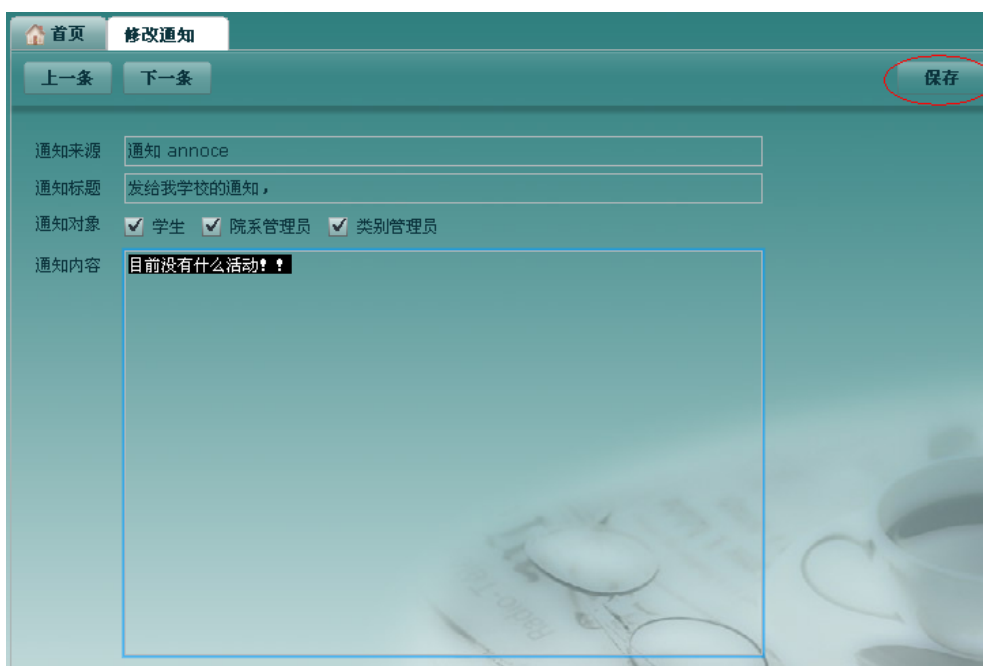 首页 修改通知
上一条 下一条 保存
通知来源 通知 annoce
通知标题 发给我学校的通知，
通知对象 学生 院系管理员 类别管理员
通知内容 目前没有什么活动！！
Radio-Te